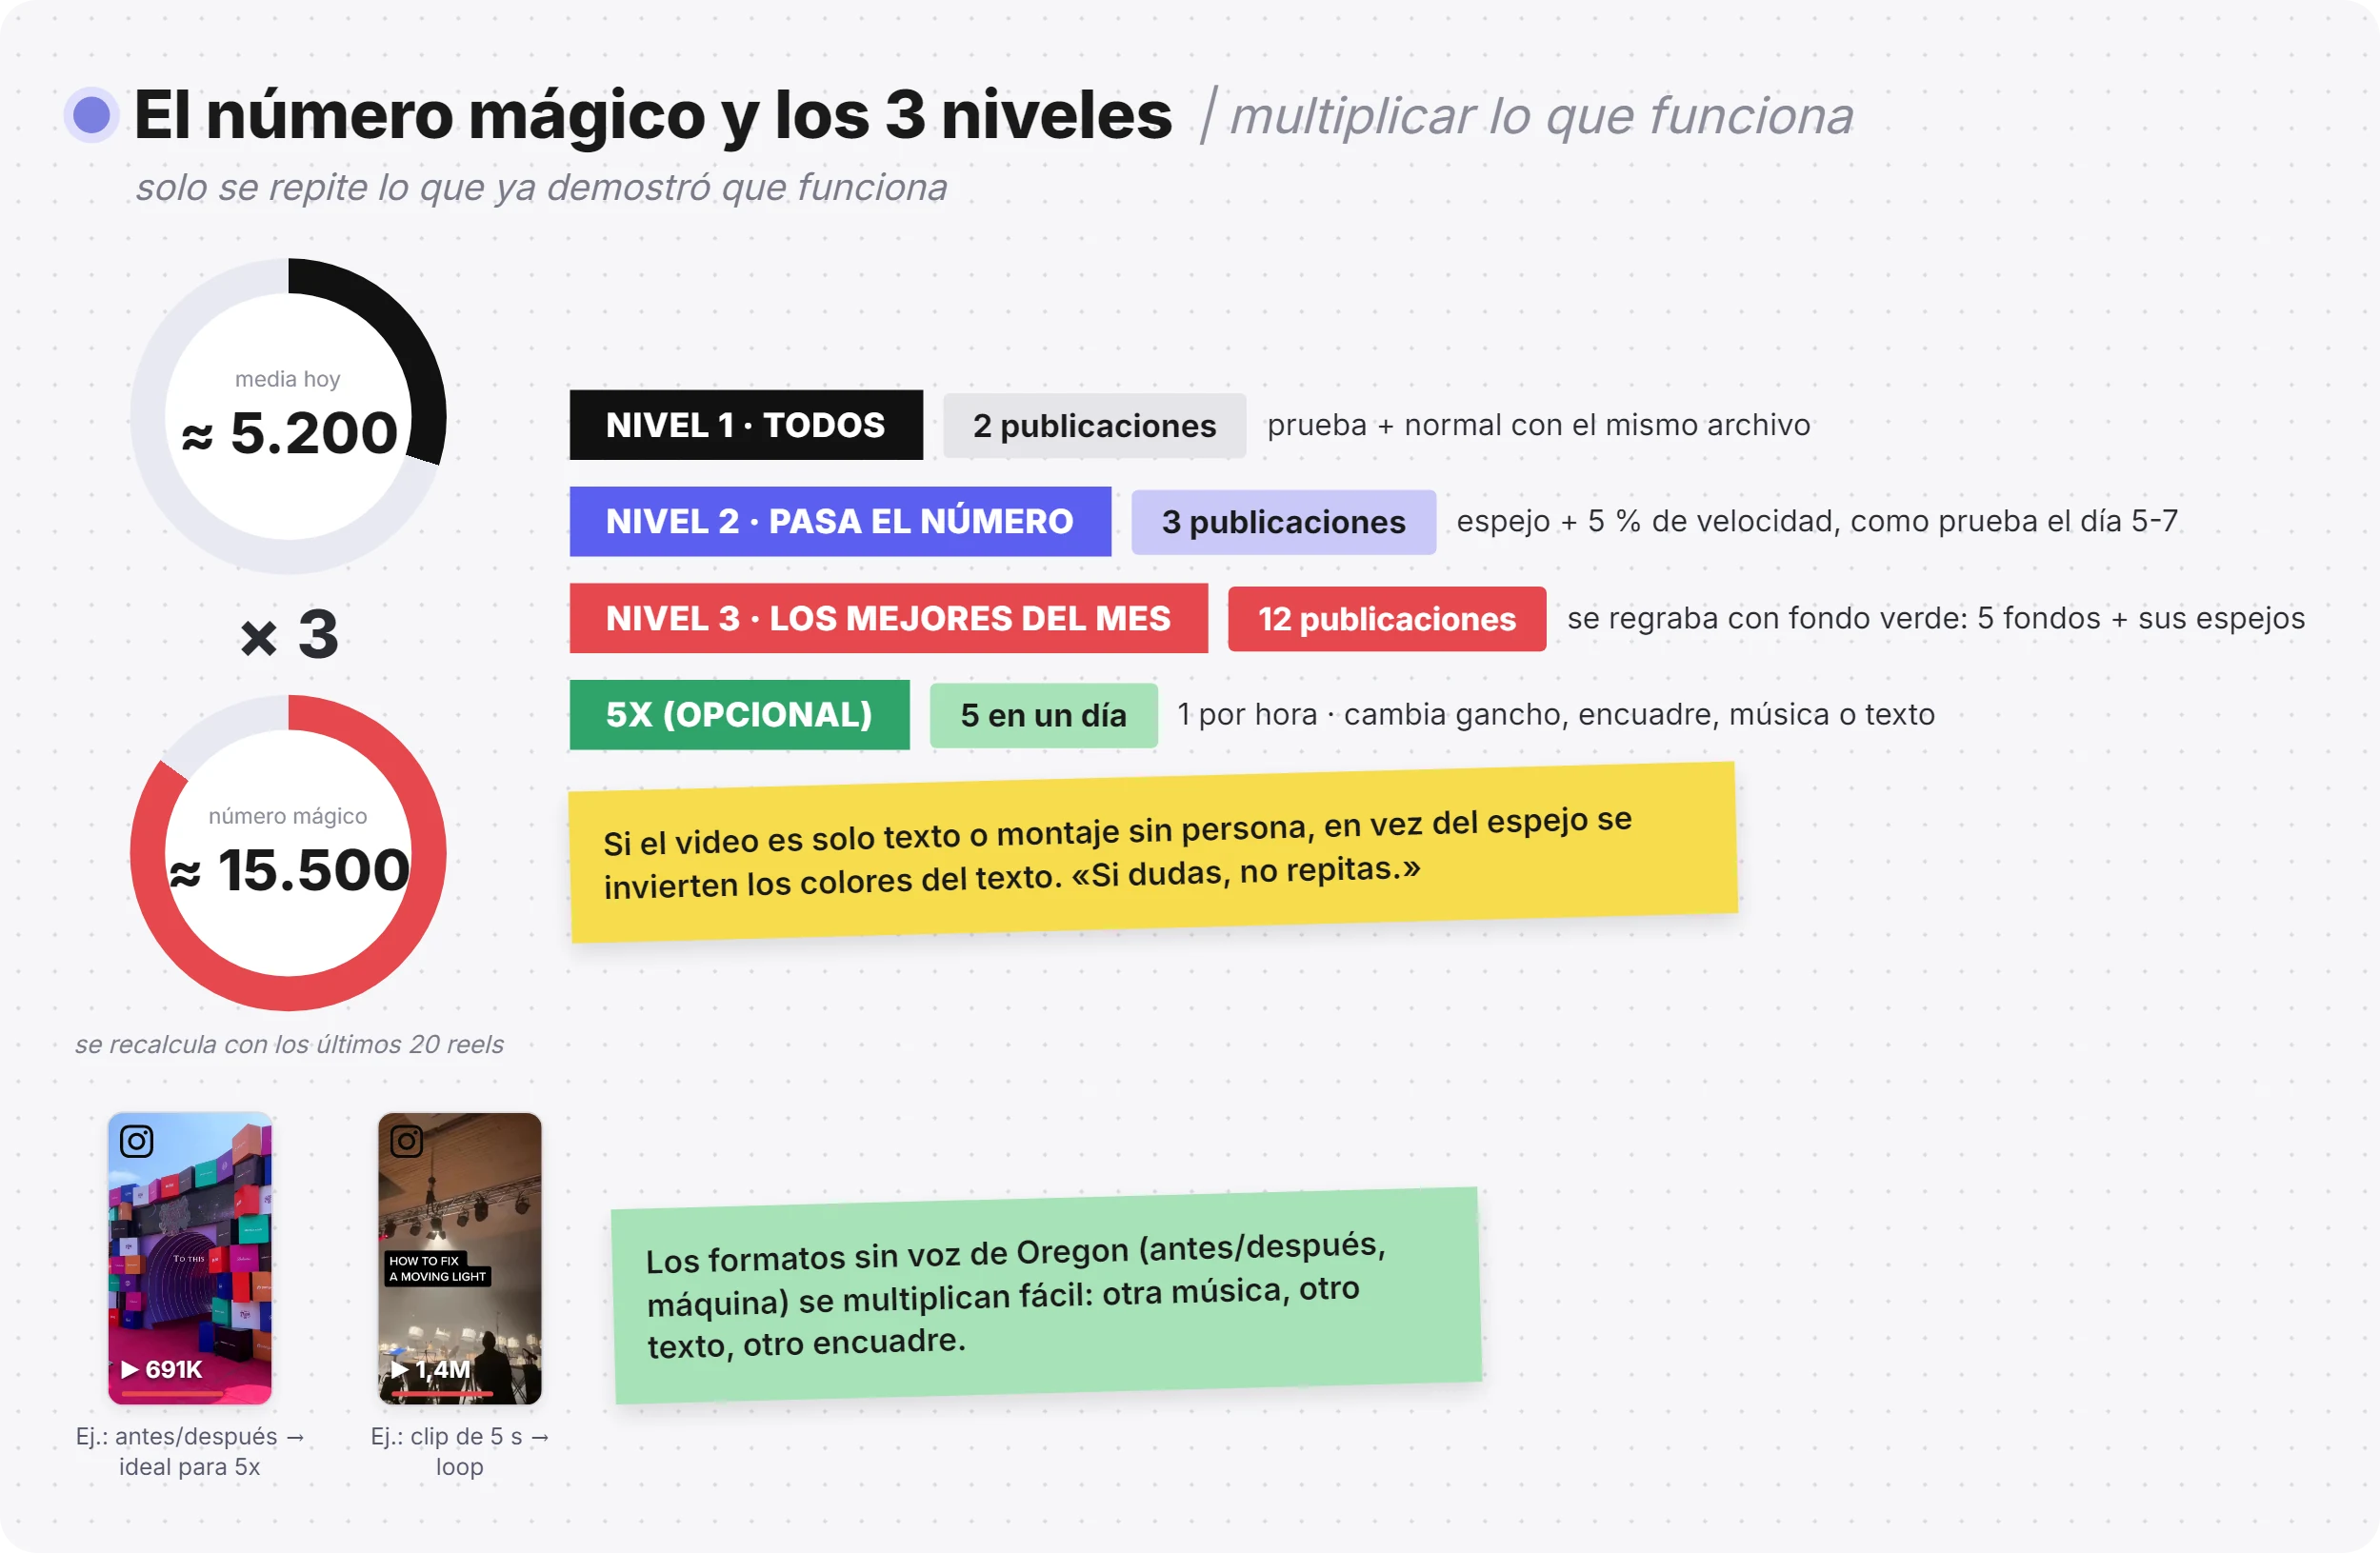 El número mágico y los 3 niveles | multiplicar lo que funciona
solo se repite lo que ya demostró que funciona
media hoy
≈ 5.200
× 3
número mágico
≈ 15.500
se recalcula con los últimos 20 reels
NIVEL 1 · TODOS 2 publicaciones prueba + normal con el mismo archivo
NIVEL 2 · PASA EL NÚMERO 3 publicaciones espejo + 5 % de velocidad, como prueba el día 5-7
NIVEL 3 · LOS MEJORES DEL MES 12 publicaciones se regraba con fondo verde: 5 fondos + sus espejos
5X (OPCIONAL) 5 en un día 1 por hora · cambia gancho, encuadre, música o texto
Si el video es solo texto o montaje sin persona, en vez del espejo se
invierten los colores del texto. «Si dudas, no repitas.»
TO THIS
▶ 691K
Ej.: antes/después →
ideal para 5x
HOW TO FIX
A MOVING LIGHT
▶ 1,4M
Ej.: clip de 5 s →
loop
Los formatos sin voz de Oregon (antes/después,
máquina) se multiplican fácil: otra música, otro
texto, otro encuadre.